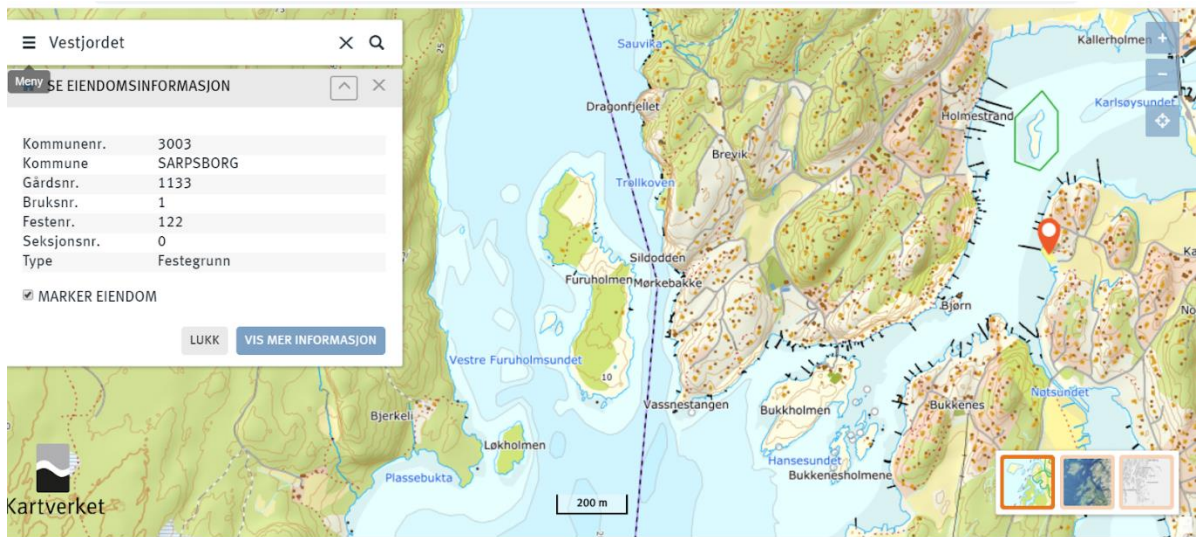 Vestjordet
Meny
SE EIENDOMSINFORMASJON
Kommunenr. 3003
Kommune SARPSBORG
Gårdsnr. 1133
Bruksnr. 1
Festenr. 122
Seksjonsnr. 0
Type Festegrunn
MARKER EIENDOM
LUKK
VIS MER INFORMASJON
Kartverket
25
Sauvika
Kallerholmen
Dragonfjellet
Karlsøysundet
Holmestrand
Brevik
Trollkoven
Sildodden
Furuholmen
Mørkebakke
Bjørn
Vestre Furuholmsundet
10
Nøtsundet
Vassnestangen
Bukkholmen
Bukkenes
Bjerkeli
Løkholmen
Hansesundet
Plassebukta
Bukkenesholmene
200 m